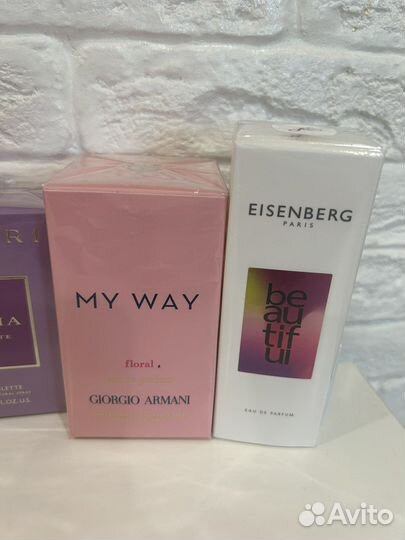 MY WAY
floral.
GIORGIO ARMANI
EISENBERG
PARIS
be
au
tif
ul
EAU DE PARFUM
Avito